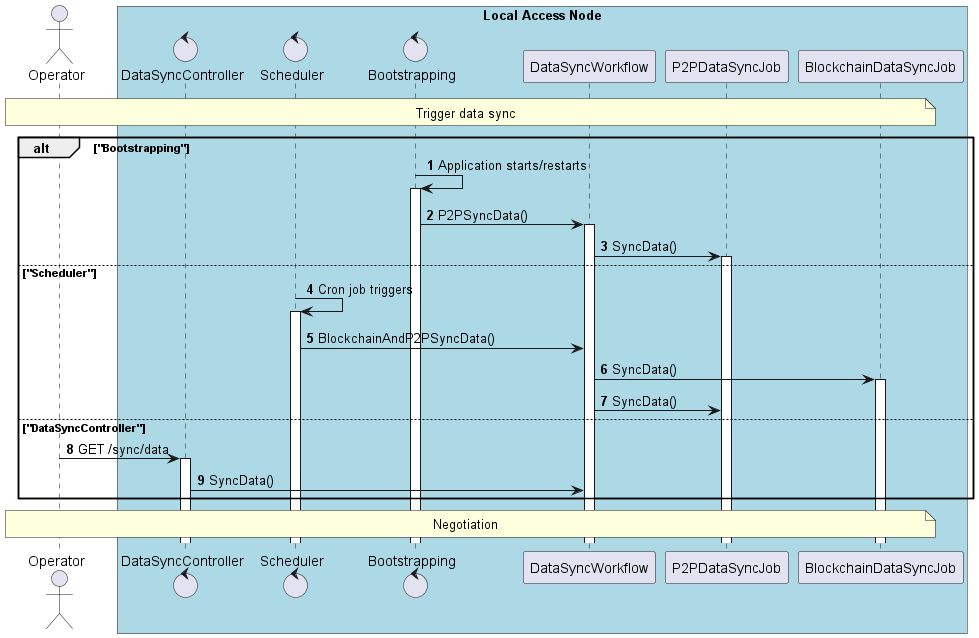 Local Access Node
Operator
DataSyncController
Scheduler
Bootstrapping
DataSyncWorkflow
P2PDataSyncJob
BlockchainDataSyncJob
Trigger data sync
alt ["Bootstrapping"]
1 Application starts/restarts
2 P2PSyncData()
3 SyncData()
["Scheduler"]
4 Cron job triggers
5 BlockchainAndP2PSyncData()
6 SyncData()
7 SyncData()
["DataSyncController"]
8 GET /sync/data
9 SyncData()
Negotiation
Operator
DataSyncController
Scheduler
Bootstrapping
DataSyncWorkflow
P2PDataSyncJob
BlockchainDataSyncJob